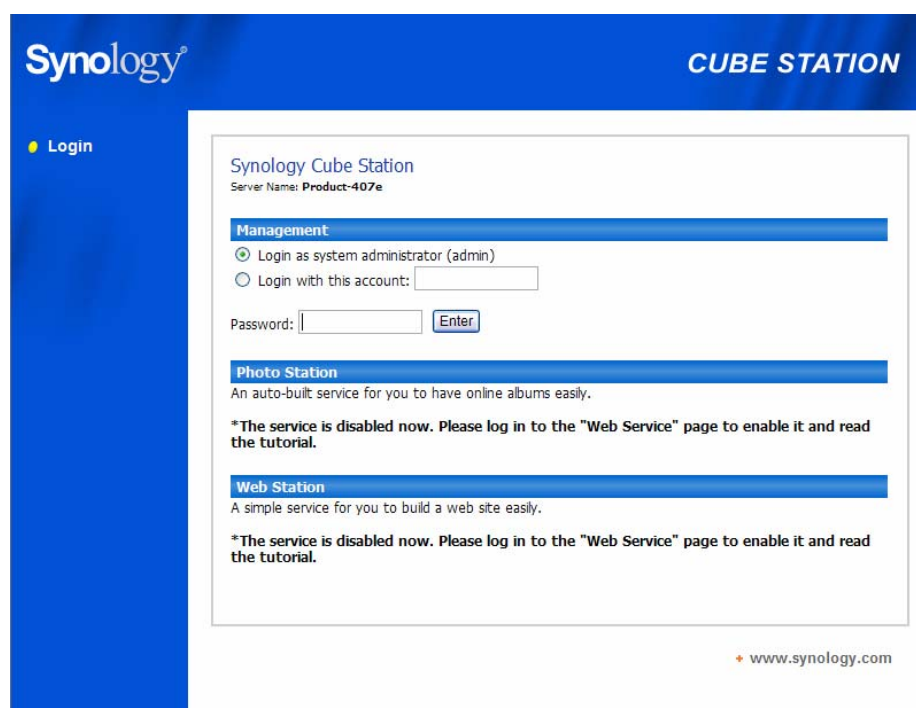 Synology®
CUBE STATION
Login
Synology Cube Station
Server Name: Product-407e
Management
Login as system administrator (admin)
Login with this account:
Password:
Enter
Photo Station
An auto-built service for you to have online albums easily.
*The service is disabled now. Please log in to the "Web Service" page to enable it and read
the tutorial.
Web Station
A simple service for you to build a web site easily.
*The service is disabled now. Please log in to the "Web Service" page to enable it and read
the tutorial.
www.synology.com